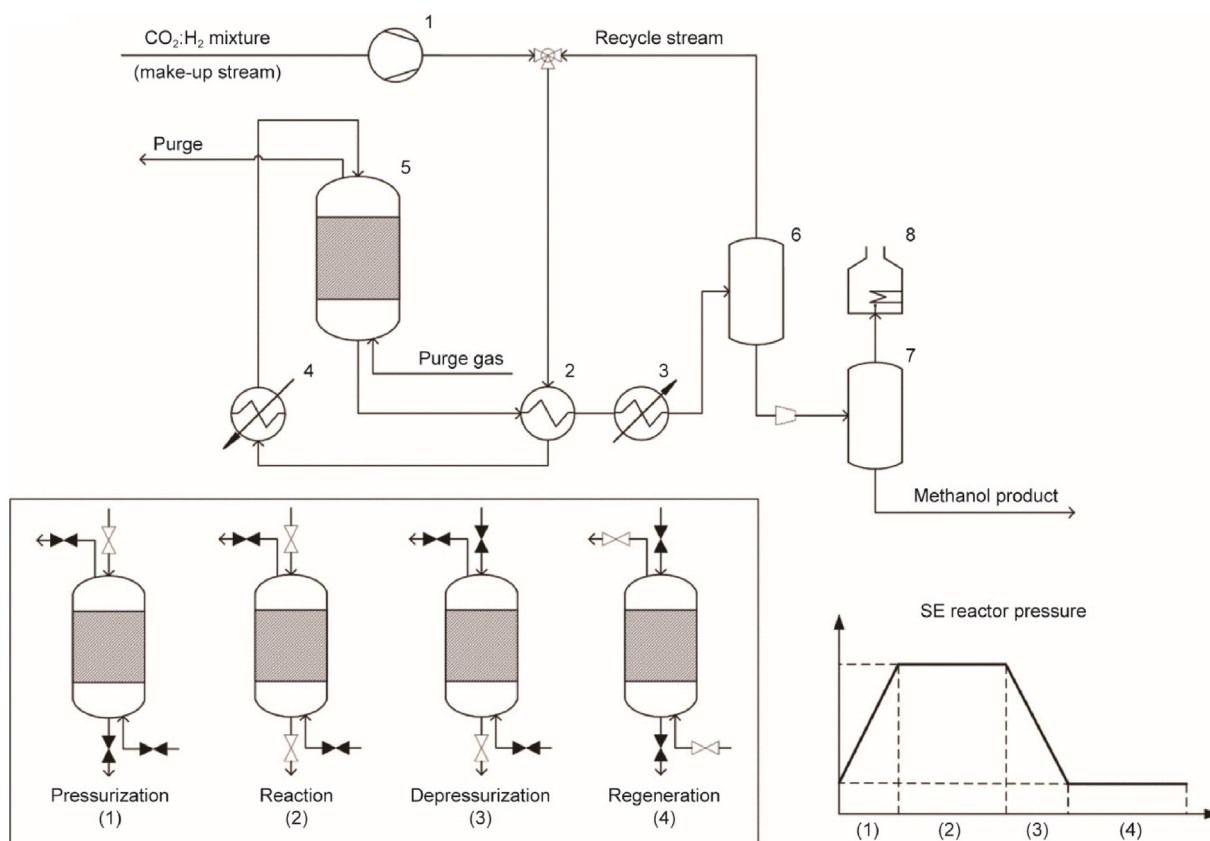 1
CO₂:H₂ mixture
(make-up stream)
Recycle stream
Purge
5
6
8
Purge gas
4
2
3
7
Methanol product
Pressurization
(1)
Reaction
(2)
Depressurization
(3)
Regeneration
(4)
SE reactor pressure
(1) (2) (3) (4)